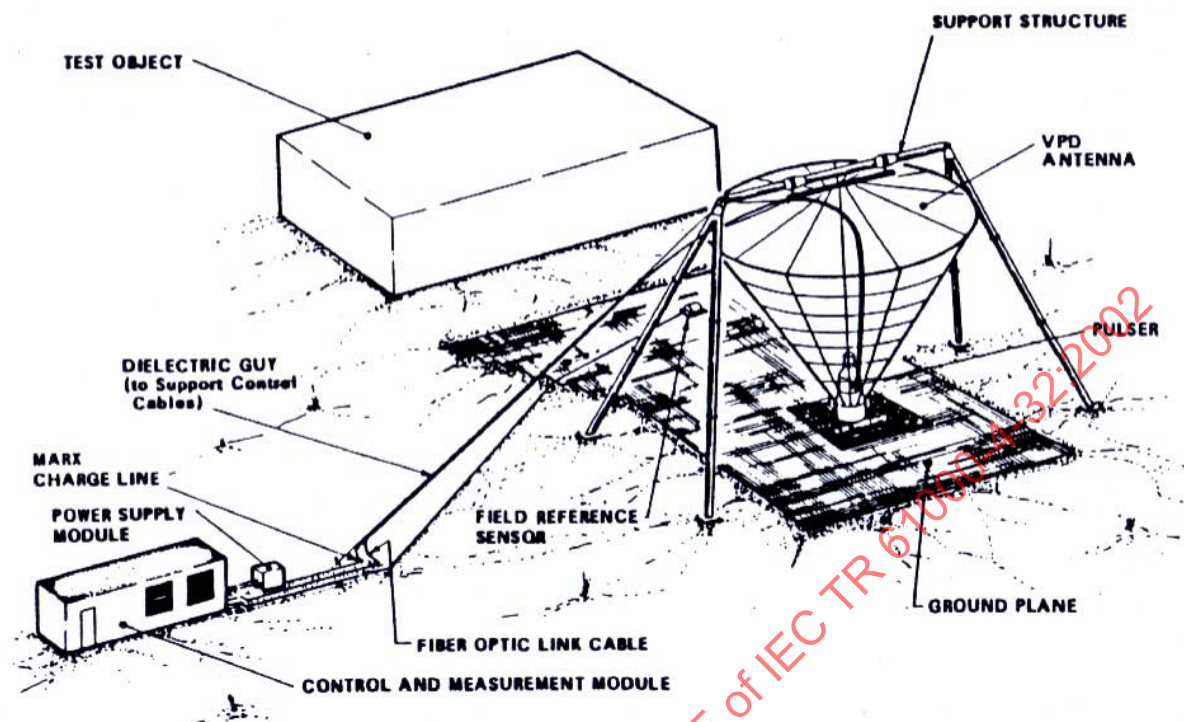 SUPPORT STRUCTURE
TEST OBJECT
VPD
ANTENNA
PULSER
DIELECTRIC GUY
(to Support Control
Cables)
MARX
CHARGE LINE
POWER SUPPLY
MODULE
FIELD REFERENCE
SENSOR
GROUND PLANE
FIBER OPTIC LINK CABLE
CONTROL AND MEASUREMENT MODULE
of IEC TR 61000-4-32:2002